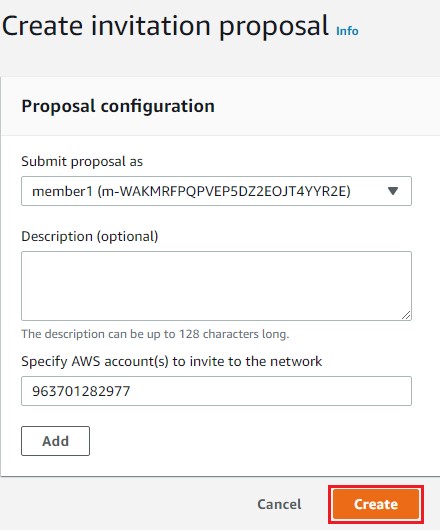 Create invitation proposal Info
Proposal configuration
Submit proposal as
member1 (m-WAKMRFPQPVEP5DZ2EOJT4YYR2E)
Description (optional)
The description can be up to 128 characters long.
Specify AWS account(s) to invite to the network
963701282977
Add
Cancel Create